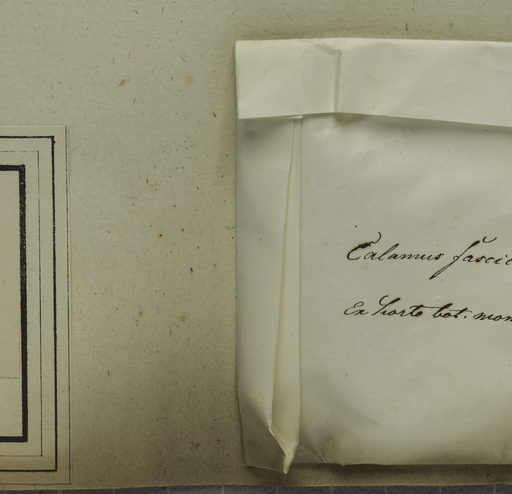 Calamus fascic
Ex horto bot. mon